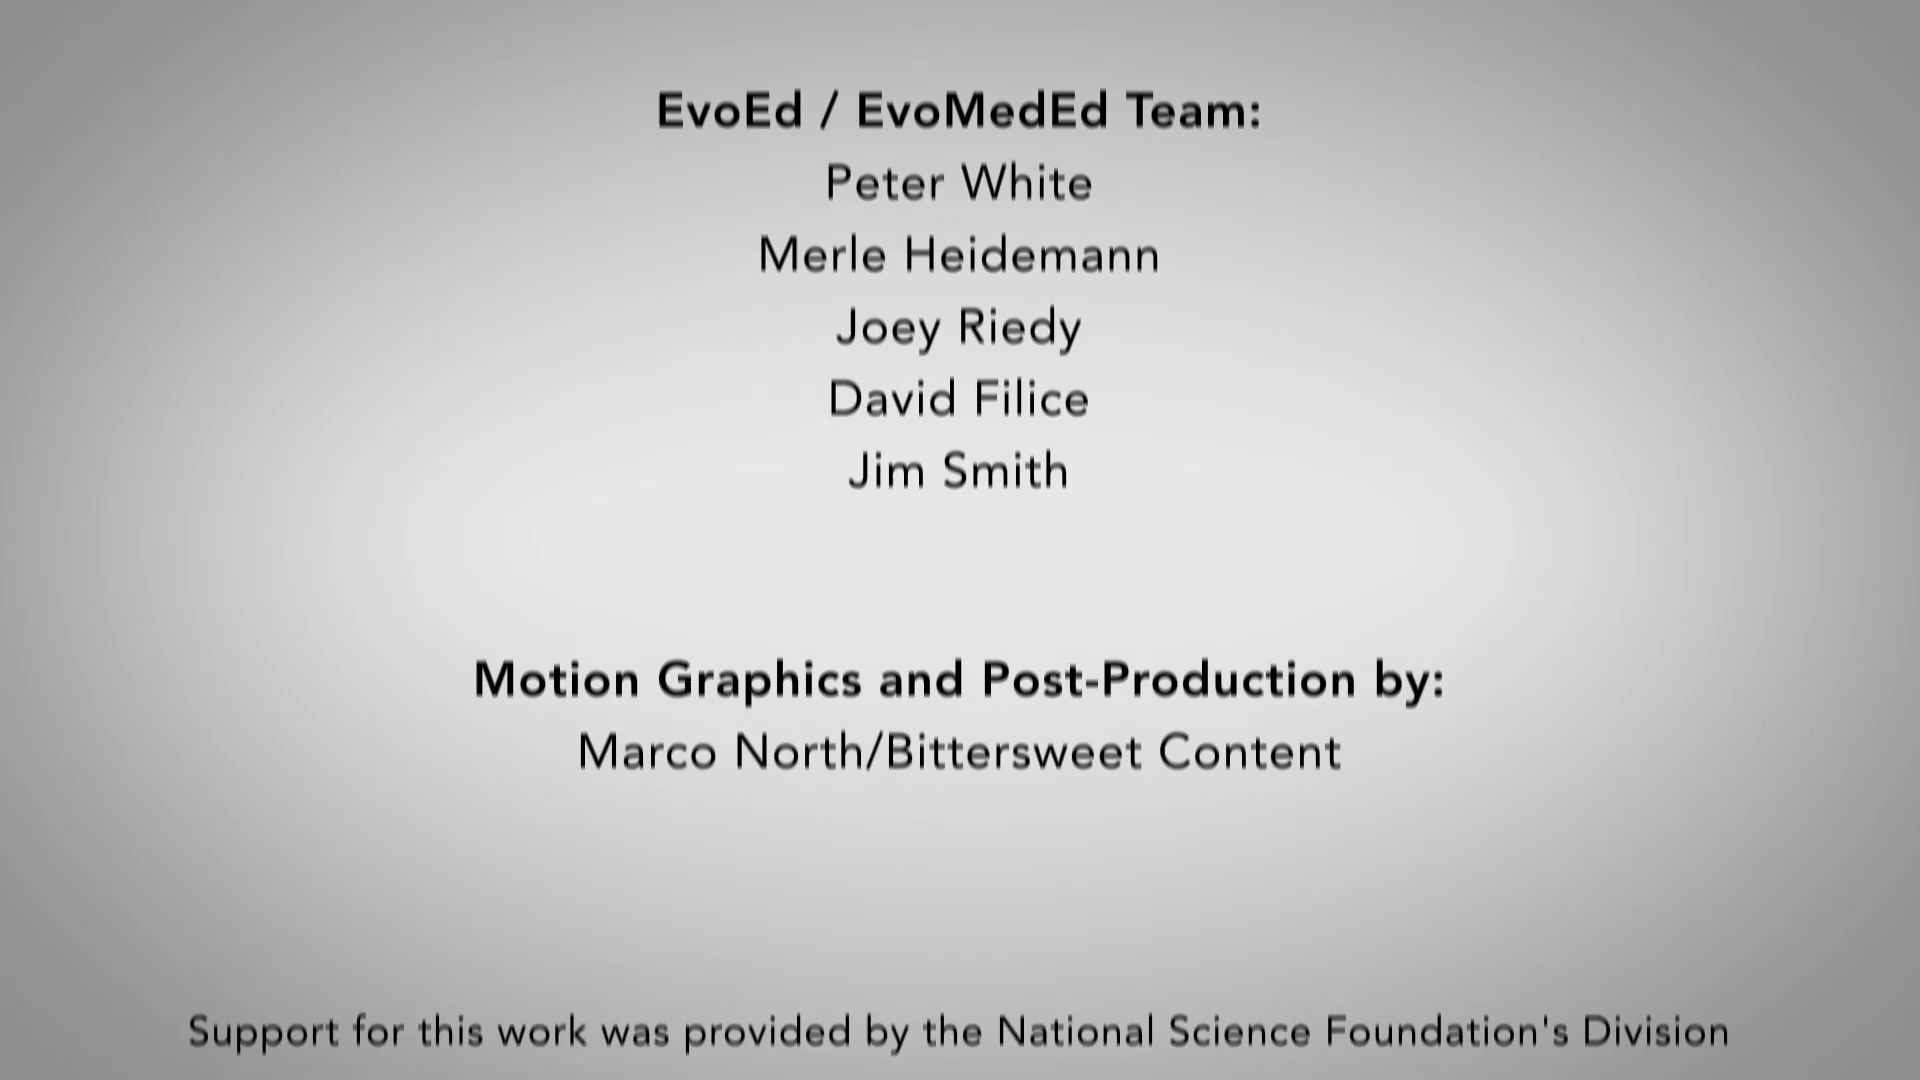 EvoEd / EvoMedEd Team:
Peter White
Merle Heidemann
Joey Riedy
David Filice
Jim Smith
Motion Graphics and Post-Production by:
Marco North/Bittersweet Content
Support for this work was provided by the National Science Foundation's Division